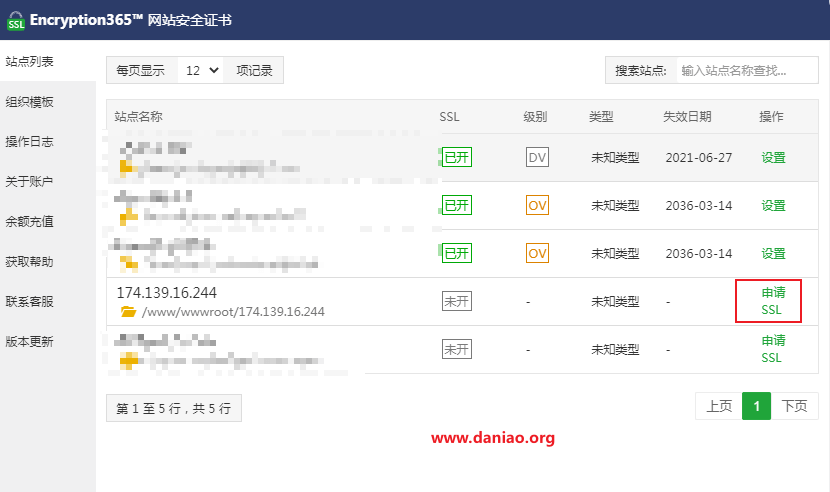 SSL Encryption365™ 网站安全证书
站点列表
组织模板
操作日志
关于账户
余额充值
获取帮助
联系客服
版本更新
每页显示 12 项记录
搜索站点: 输入站点名称查找...
站点名称 SSL 级别 类型 失效日期 操作
已开 DV 未知类型 2021-06-27 设置
已开 OV 未知类型 2036-03-14 设置
已开 OV 未知类型 2036-03-14 设置
174.139.16.244
/www/wwwroot/174.139.16.244
未开 - 未知类型 - 申请
SSL
未开 - 未知类型 - 申请
SSL
第 1 至 5 行，共 5 行
上页 1 下页
www.daniao.org